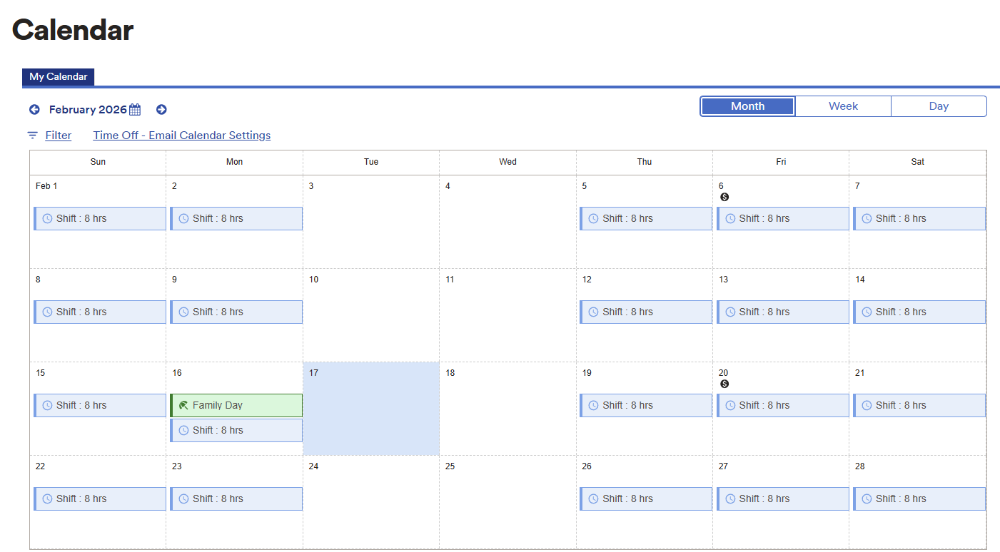 Calendar
My Calendar
February 2026
Month Week Day
Filter Time Off - Email Calendar Settings
Sun Mon Tue Wed Thu Fri Sat
Feb 1 2 3 4 5 6 7
$
Shift : 8 hrs Shift : 8 hrs Shift : 8 hrs Shift : 8 hrs Shift : 8 hrs
8 9 10 11 12 13 14
Shift : 8 hrs Shift : 8 hrs Shift : 8 hrs Shift : 8 hrs Shift : 8 hrs
15 16 17 18 19 20 21
$
Shift : 8 hrs Family Day Shift : 8 hrs Shift : 8 hrs Shift : 8 hrs
Shift : 8 hrs
22 23 24 25 26 27 28
Shift : 8 hrs Shift : 8 hrs Shift : 8 hrs Shift : 8 hrs Shift : 8 hrs